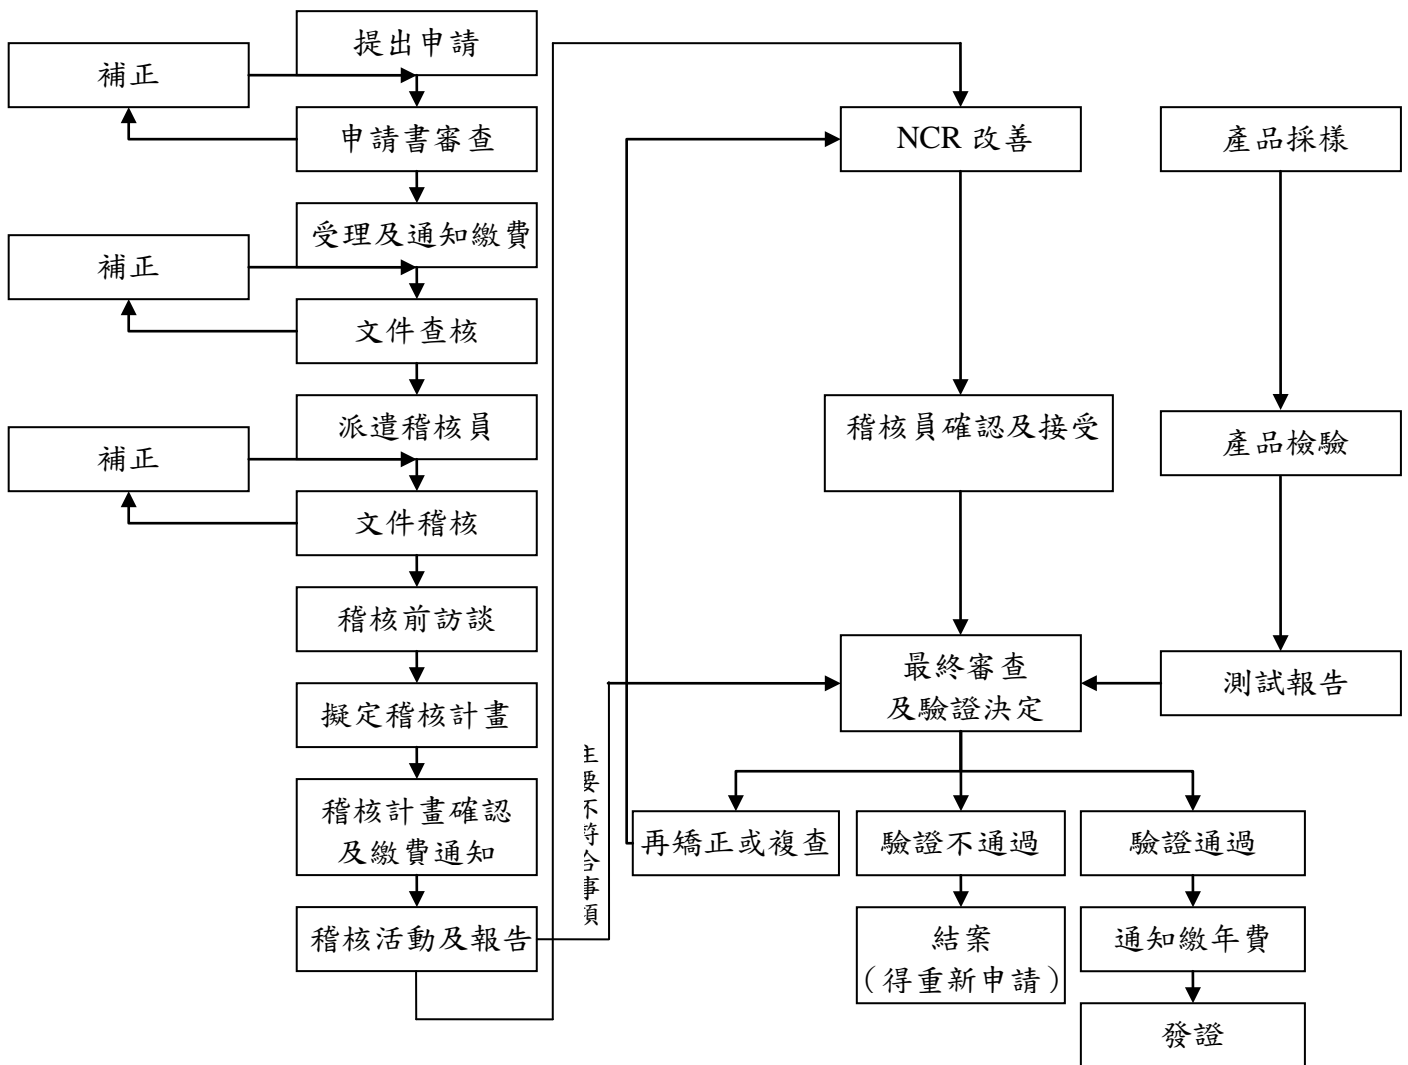 提出申請
補正
申請書審查
受理及通知繳費
補正
文件查核
派遣稽核員
補正
文件稽核
稽核前訪談
擬定稽核計畫
稽核計畫確認
及繳費通知
稽核活動及報告
主要不符合事項
NCR 改善
稽核員確認及接受
最終審查
及驗證決定
產品採樣
產品檢驗
測試報告
再矯正或複查
驗證不通過
結案
（得重新申請）
驗證通過
通知繳年費
發證